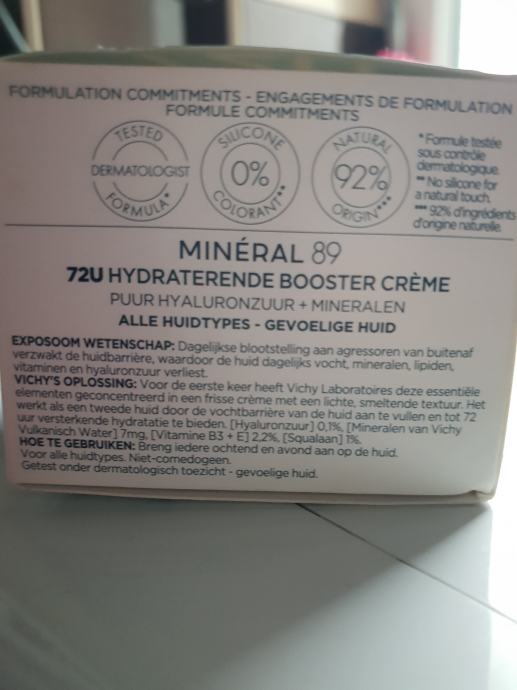 FORMULATION COMMITMENTS - ENGAGEMENTS DE FORMULATION
FORMULE COMMITMENTS
TESTED
DERMATOLOGIST
FORMULA*
SILICONE
0%
COLORANT**
NATURAL
92%
ORIGIN***
* Formule testée
sous contrôle
dermatologique.
** No silicone for
a natural touch.
*** 92% d'ingrédients
d'origine naturelle.
MINÉRAL 89
72U HYDRATERENDE BOOSTER CRÈME
PUUR HYALURONZUUR + MINERALEN
ALLE HUIDTYPES - GEVOELIGE HUID
EXPOSOOM WETENSCHAP: Dagelijkse blootstelling aan agressoren van buitenaf
verzwakt de huidbarrière, waardoor de huid dagelijks vocht, mineralen, lipiden,
vitaminen en hyaluronzuur verliest.
VICHY'S OPLOSSING: Voor de eerste keer heeft Vichy Laboratoires deze essentiële
elementen geconcentreerd in een frisse crème met een lichte, smeltende textuur. Het
werkt als een tweede huid door de vochtbarrière van de huid aan te vullen en tot 72
uur versterkende hydratatie te bieden. [Hyaluronzuur] 0,1%, [Mineralen van Vichy
Vulkanisch Water] 7mg, [Vitamine B3 + E] 2,2%, [Squalaan] 1%.
HOE TE GEBRUIKEN: Breng iedere ochtend en avond aan op de huid.
Voor alle huidtypes. Niet-comedogeen.
Getest onder dermatologisch toezicht - gevoelige huid.